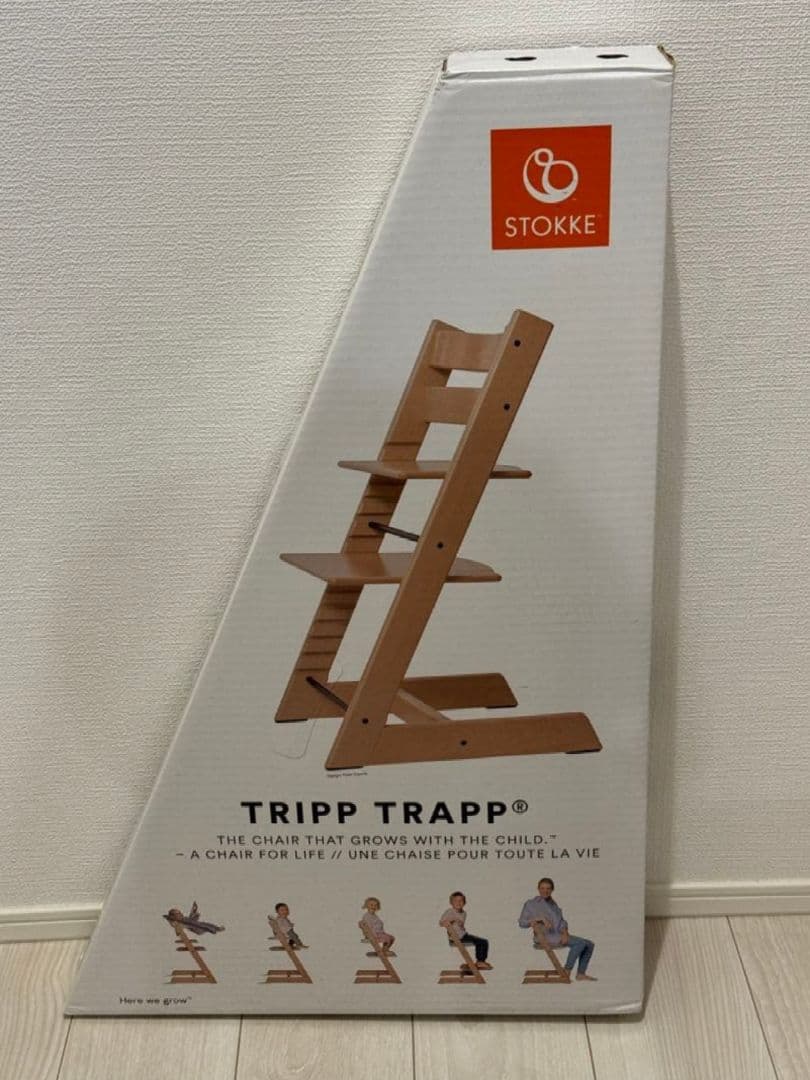 STOKKE™
TRIPP TRAPP®
THE CHAIR THAT GROWS WITH THE CHILD.™
– A CHAIR FOR LIFE // UNE CHAISE POUR TOUTE LA VIE
Here we grow™